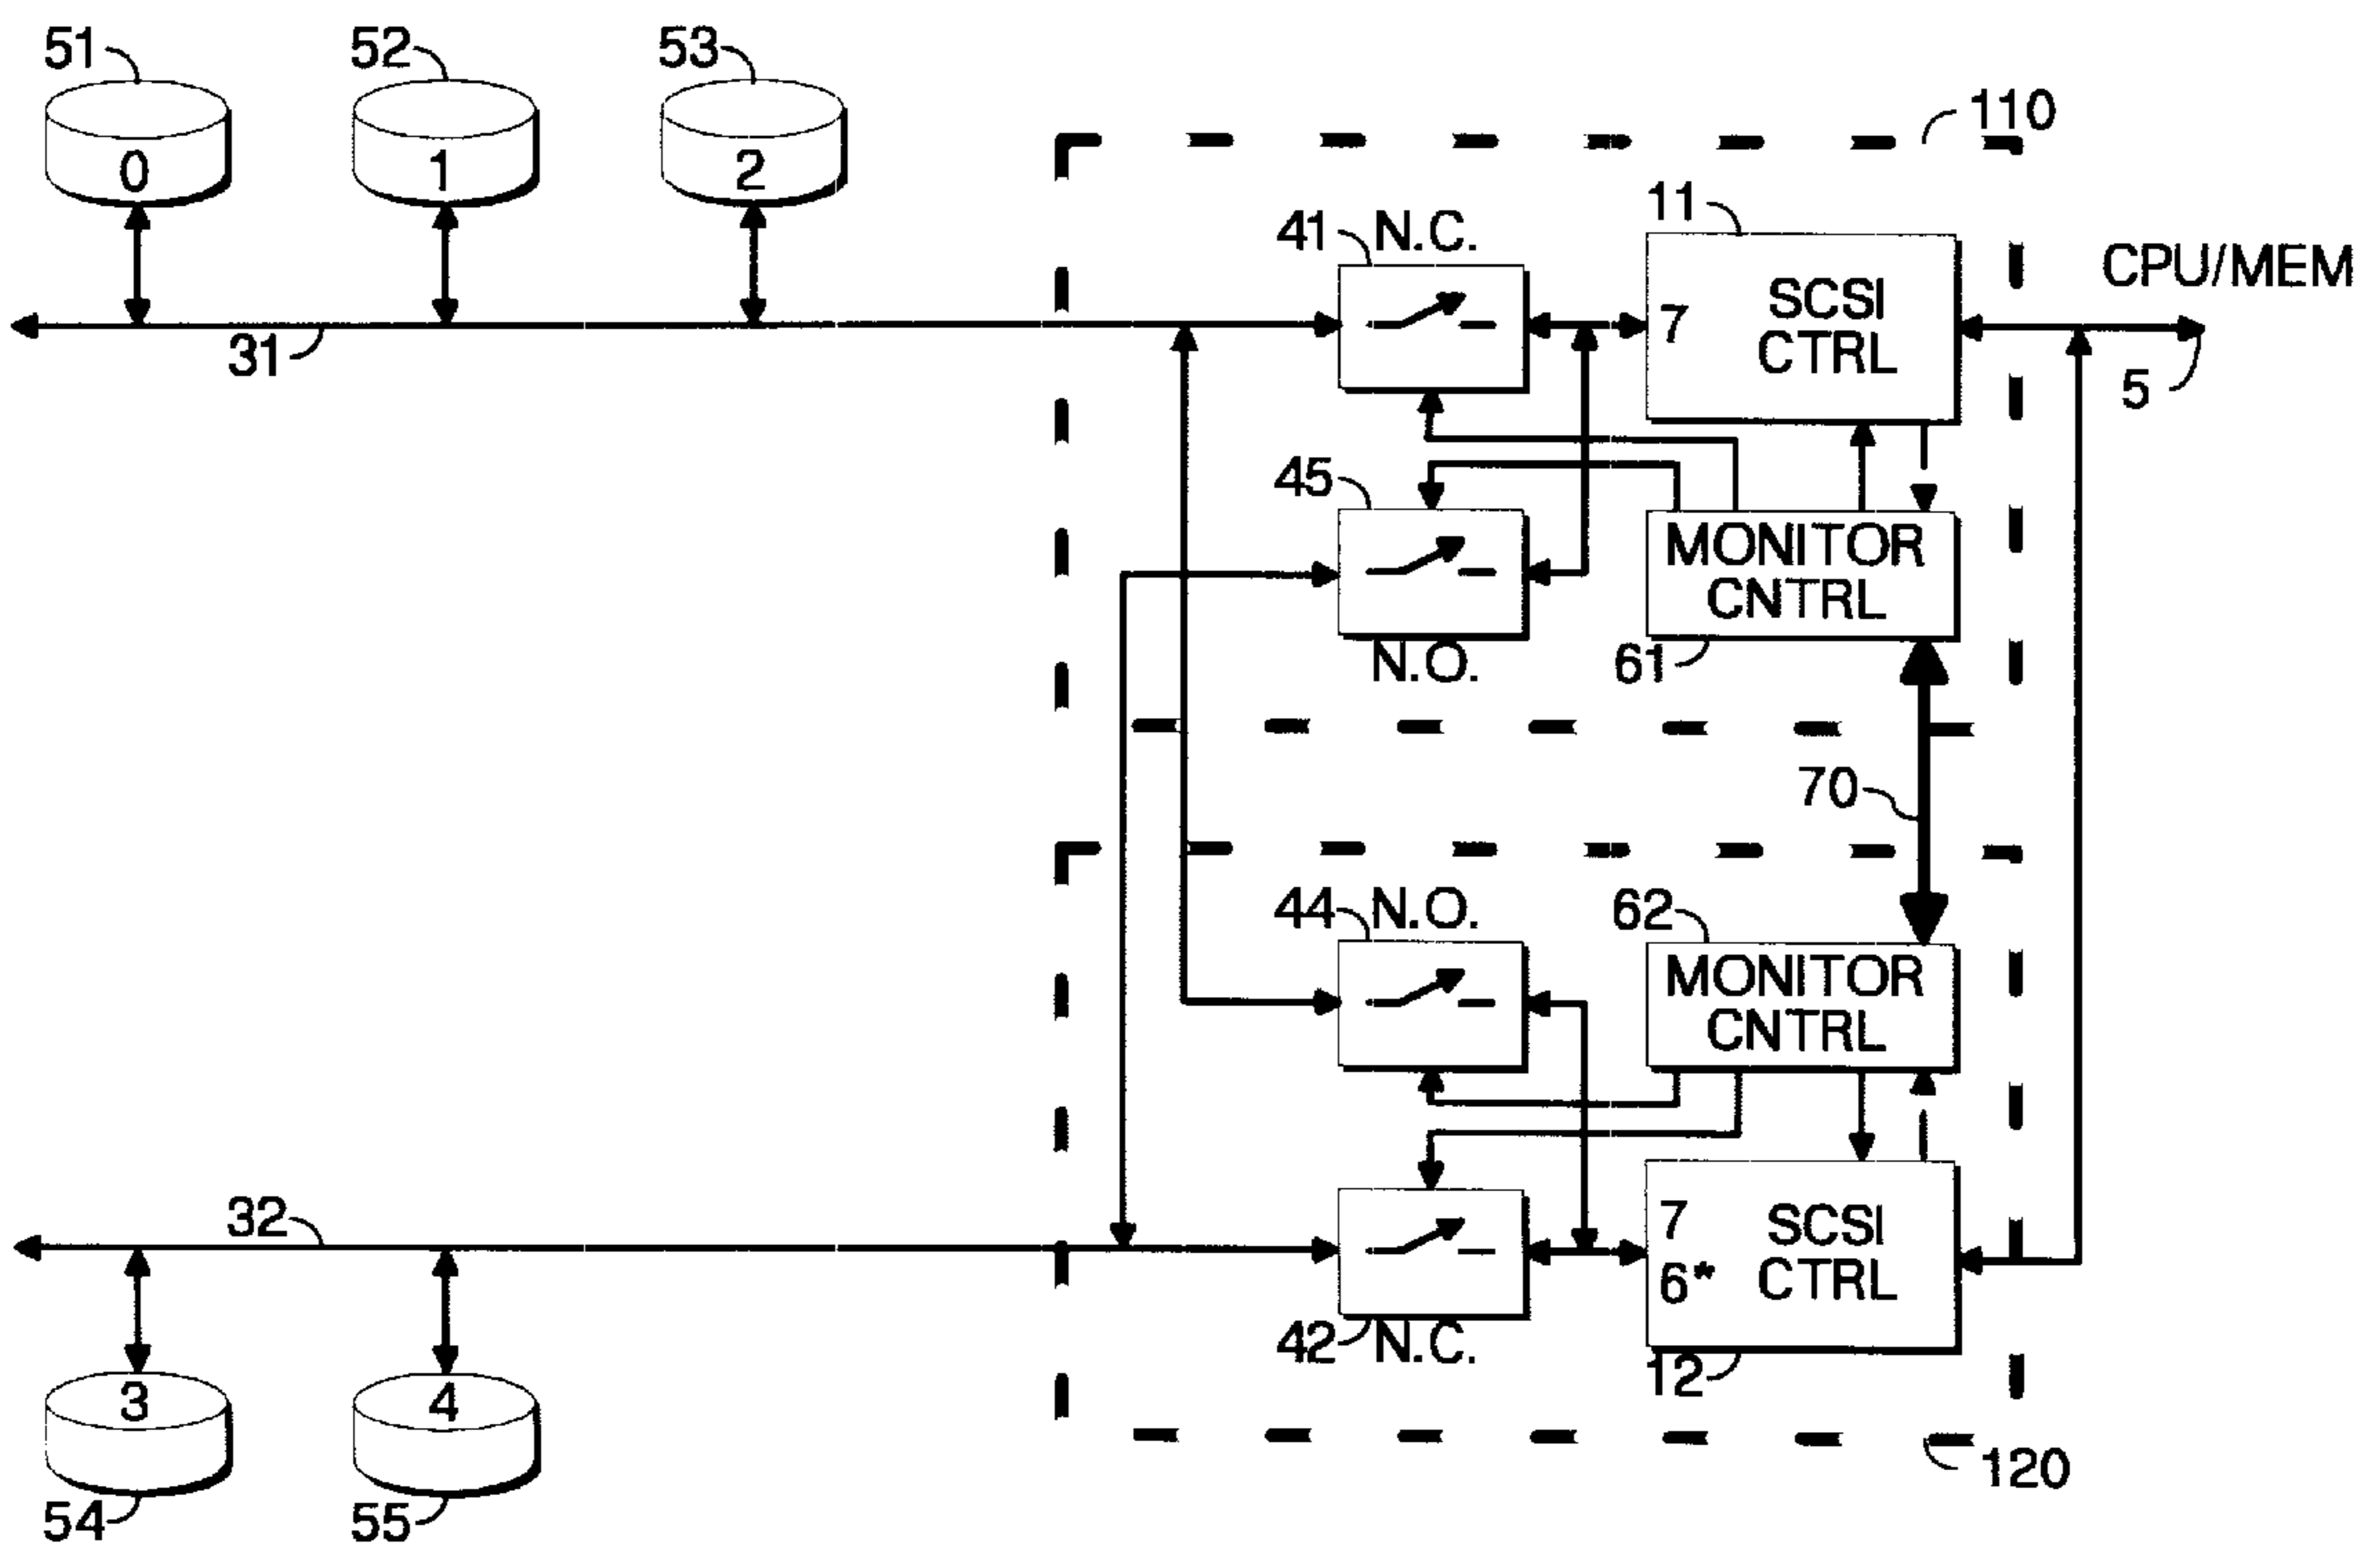 51
52
53
0
1
2
31
110
41 N.C.
11
7
SCSI
CTRL
CPU/MEM
5
45
N.O.
MONITOR
CNTRL
61
70
44 N.O.
62
MONITOR
CNTRL
32
42 N.C.
7
6*
SCSI
CTRL
12
3
4
54
55
120